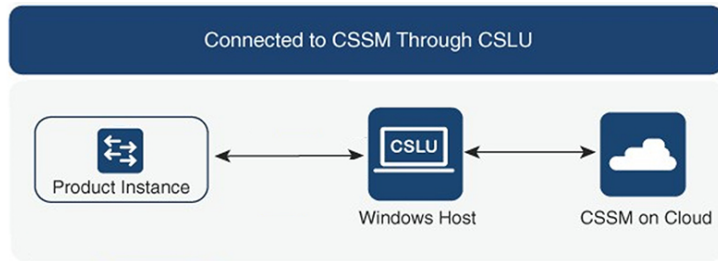 Connected to CSSM Through CSLU
CSLU
Product Instance
Windows Host
CSSM on Cloud